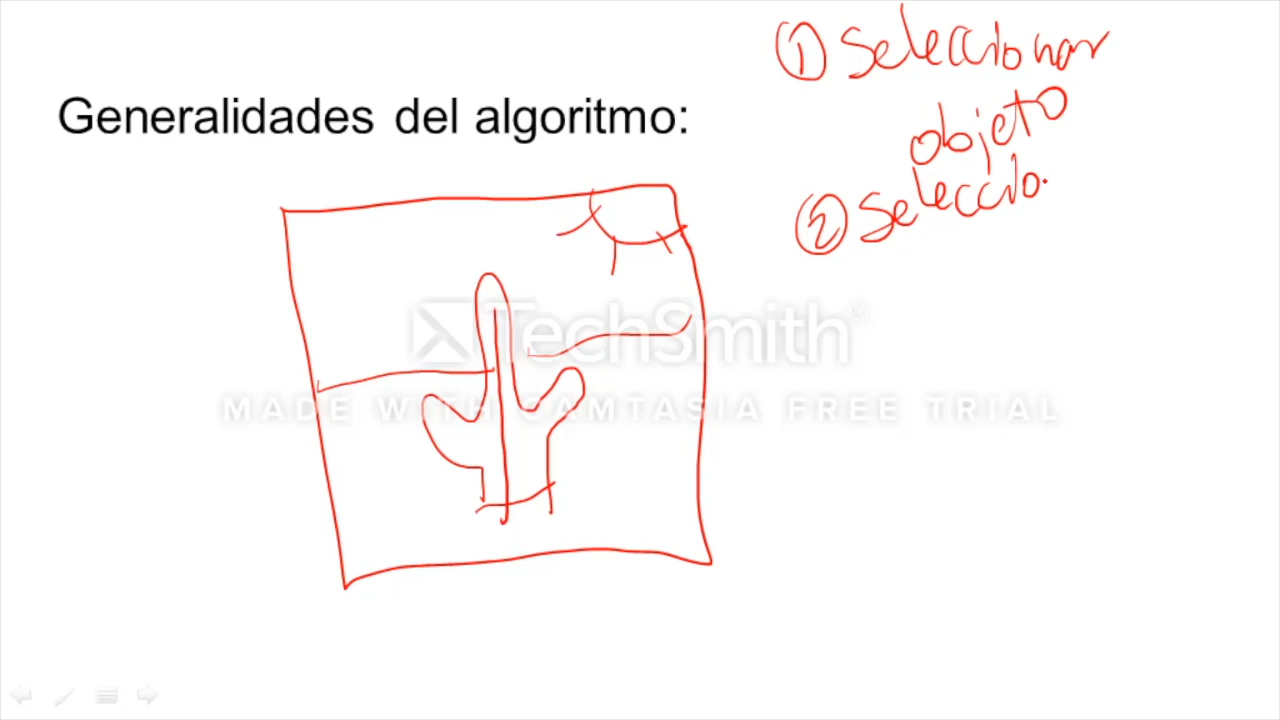 ① Seleccionar
Generalidades del algoritmo:
objeto
② Seleccio
TechSmith®
MADE WITH CAMTASIA FREE TRIAL